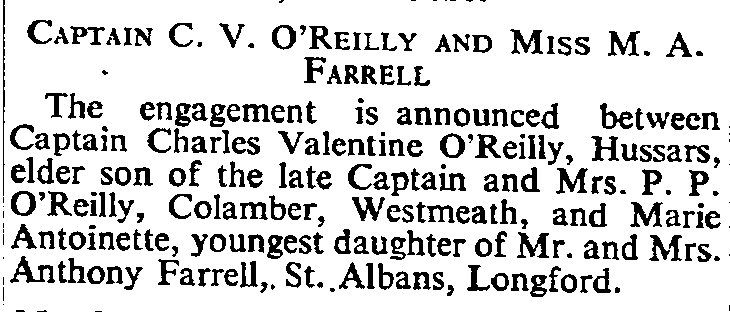 CAPTAIN C. V. O'REILLY AND MISS M. A.
FARRELL
The engagement is announced between
Captain Charles Valentine O'Reilly, Hussars,
elder son of the late Captain and Mrs. P. P.
O'Reilly, Colamber, Westmeath, and Marie
Antoinette, youngest daughter of Mr. and Mrs.
Anthony Farrell,. St. Albans, Longford.